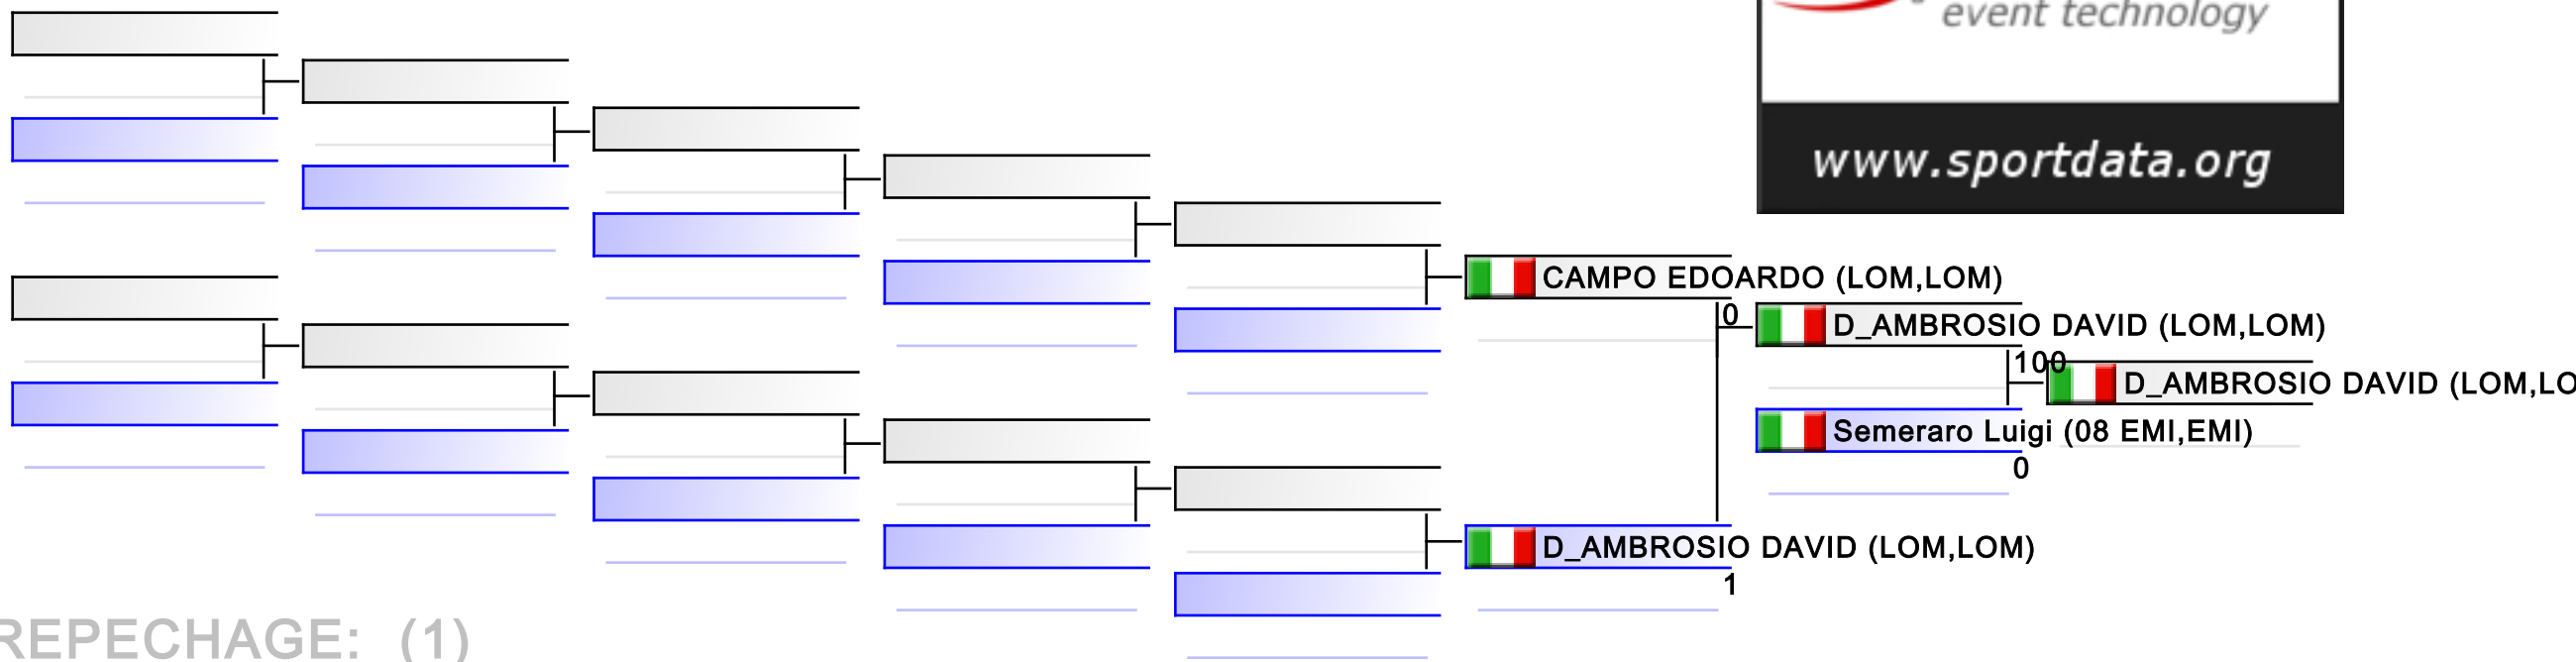 event technology
www.sportdata.org
CAMPO EDOARDO (LOM,LOM)
0
D_AMBROSIO DAVID (LOM,LOM)
100
D_AMBROSIO DAVID (LOM,LO
Semeraro Luigi (08 EMI,EMI)
0
D_AMBROSIO DAVID (LOM,LOM)
1
REPECHAGE: (1)